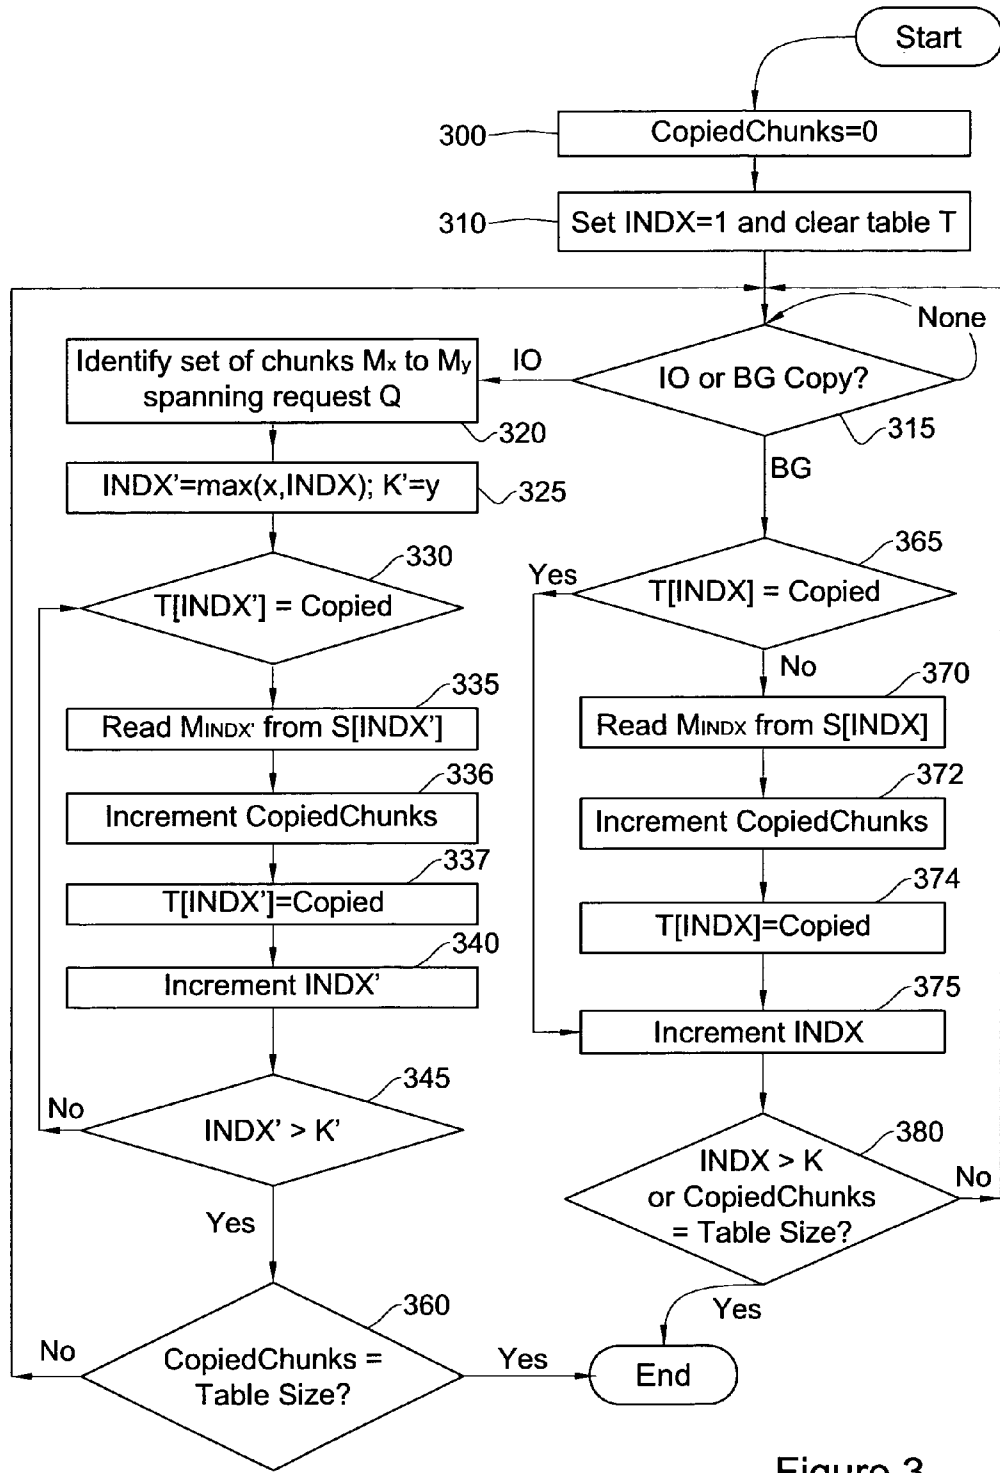 Start
300
CopiedChunks=0
310
Set INDX=1 and clear table T
None
IO or BG Copy?
315
IO
BG
Identify set of chunks Mx to My
spanning request Q
320
INDX'=max(x,INDX); K'=y
325
330
T[INDX'] = Copied
335
Read MINDX' from S[INDX']
336
Increment CopiedChunks
337
T[INDX']=Copied
340
Increment INDX'
345
No
INDX' > K'
Yes
360
No
CopiedChunks =
Table Size?
Yes
365
Yes
T[INDX] = Copied
No
370
Read MINDX from S[INDX]
372
Increment CopiedChunks
374
T[INDX]=Copied
375
Increment INDX
380
INDX > K
or CopiedChunks
= Table Size?
No
Yes
End
Figure 3